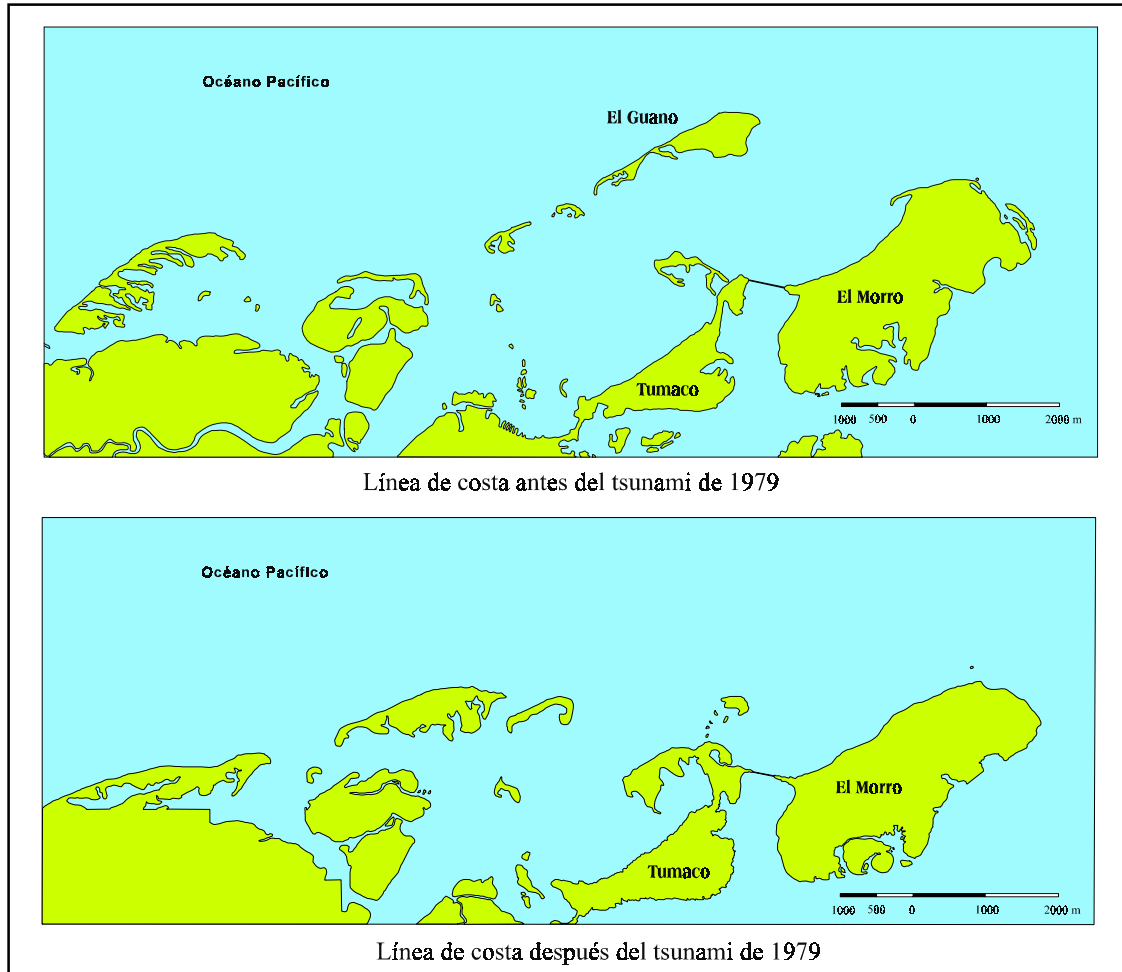 Océano Pacífico
El Guano
El Morro
Tumaco
1000 500 0 1000 2000 m
Línea de costa antes del tsunami de 1979
Océano Pacífico
El Morro
Tumaco
1000 500 0 1000 2000 m
Línea de costa después del tsunami de 1979